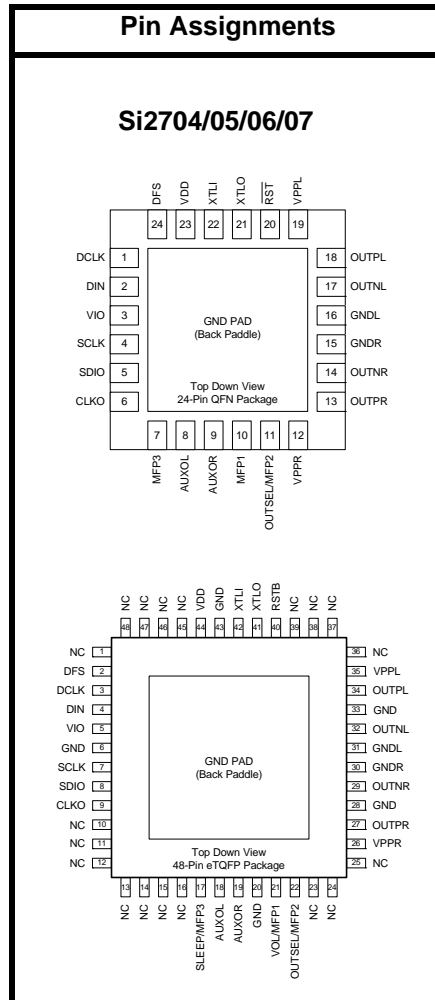 Pin Assignments
Si2704/05/06/07
DFS
VDD
XTLI
XTLO
RST
VPPL
24 23 22 21 20 19
DCLK 1
DIN 2
VIO 3
SCLK 4
SDIO 5
CLKO 6
18 OUTPL
17 OUTNL
16 GNDL
15 GNDR
14 OUTNR
13 OUTPR
GND PAD
(Back Paddle)
Top Down View
24-Pin QFN Package
7 8 9 10 11 12
MFP3
AUXOL
AUXOR
MFP1
OUTSEL/MFP2
VPPR
NC
NC
NC
NC
VDD
GND
XTLI
XTLO
RSTB
NC
NC
NC
48 47 46 45 44 43 42 41 40 39 38 37
NC 1
DFS 2
DCLK 3
DIN 4
VIO 5
GND 6
SCLK 7
SDIO 8
CLKO 9
NC 10
NC 11
NC 12
36 NC
35 VPPL
34 OUTPL
33 GND
32 OUTNL
31 GNDL
30 GNDR
29 OUTNR
28 GND
27 OUTPR
26 VPPR
25 NC
GND PAD
(Back Paddle)
Top Down View
48-Pin eTQFP Package
13 14 15 16 17 18 19 20 21 22 23 24
NC
NC
NC
NC
SLEEP/MFP3
AUXOL
AUXOR
GND
VOL/MFP1
OUTSEL/MFP2
NC
NC